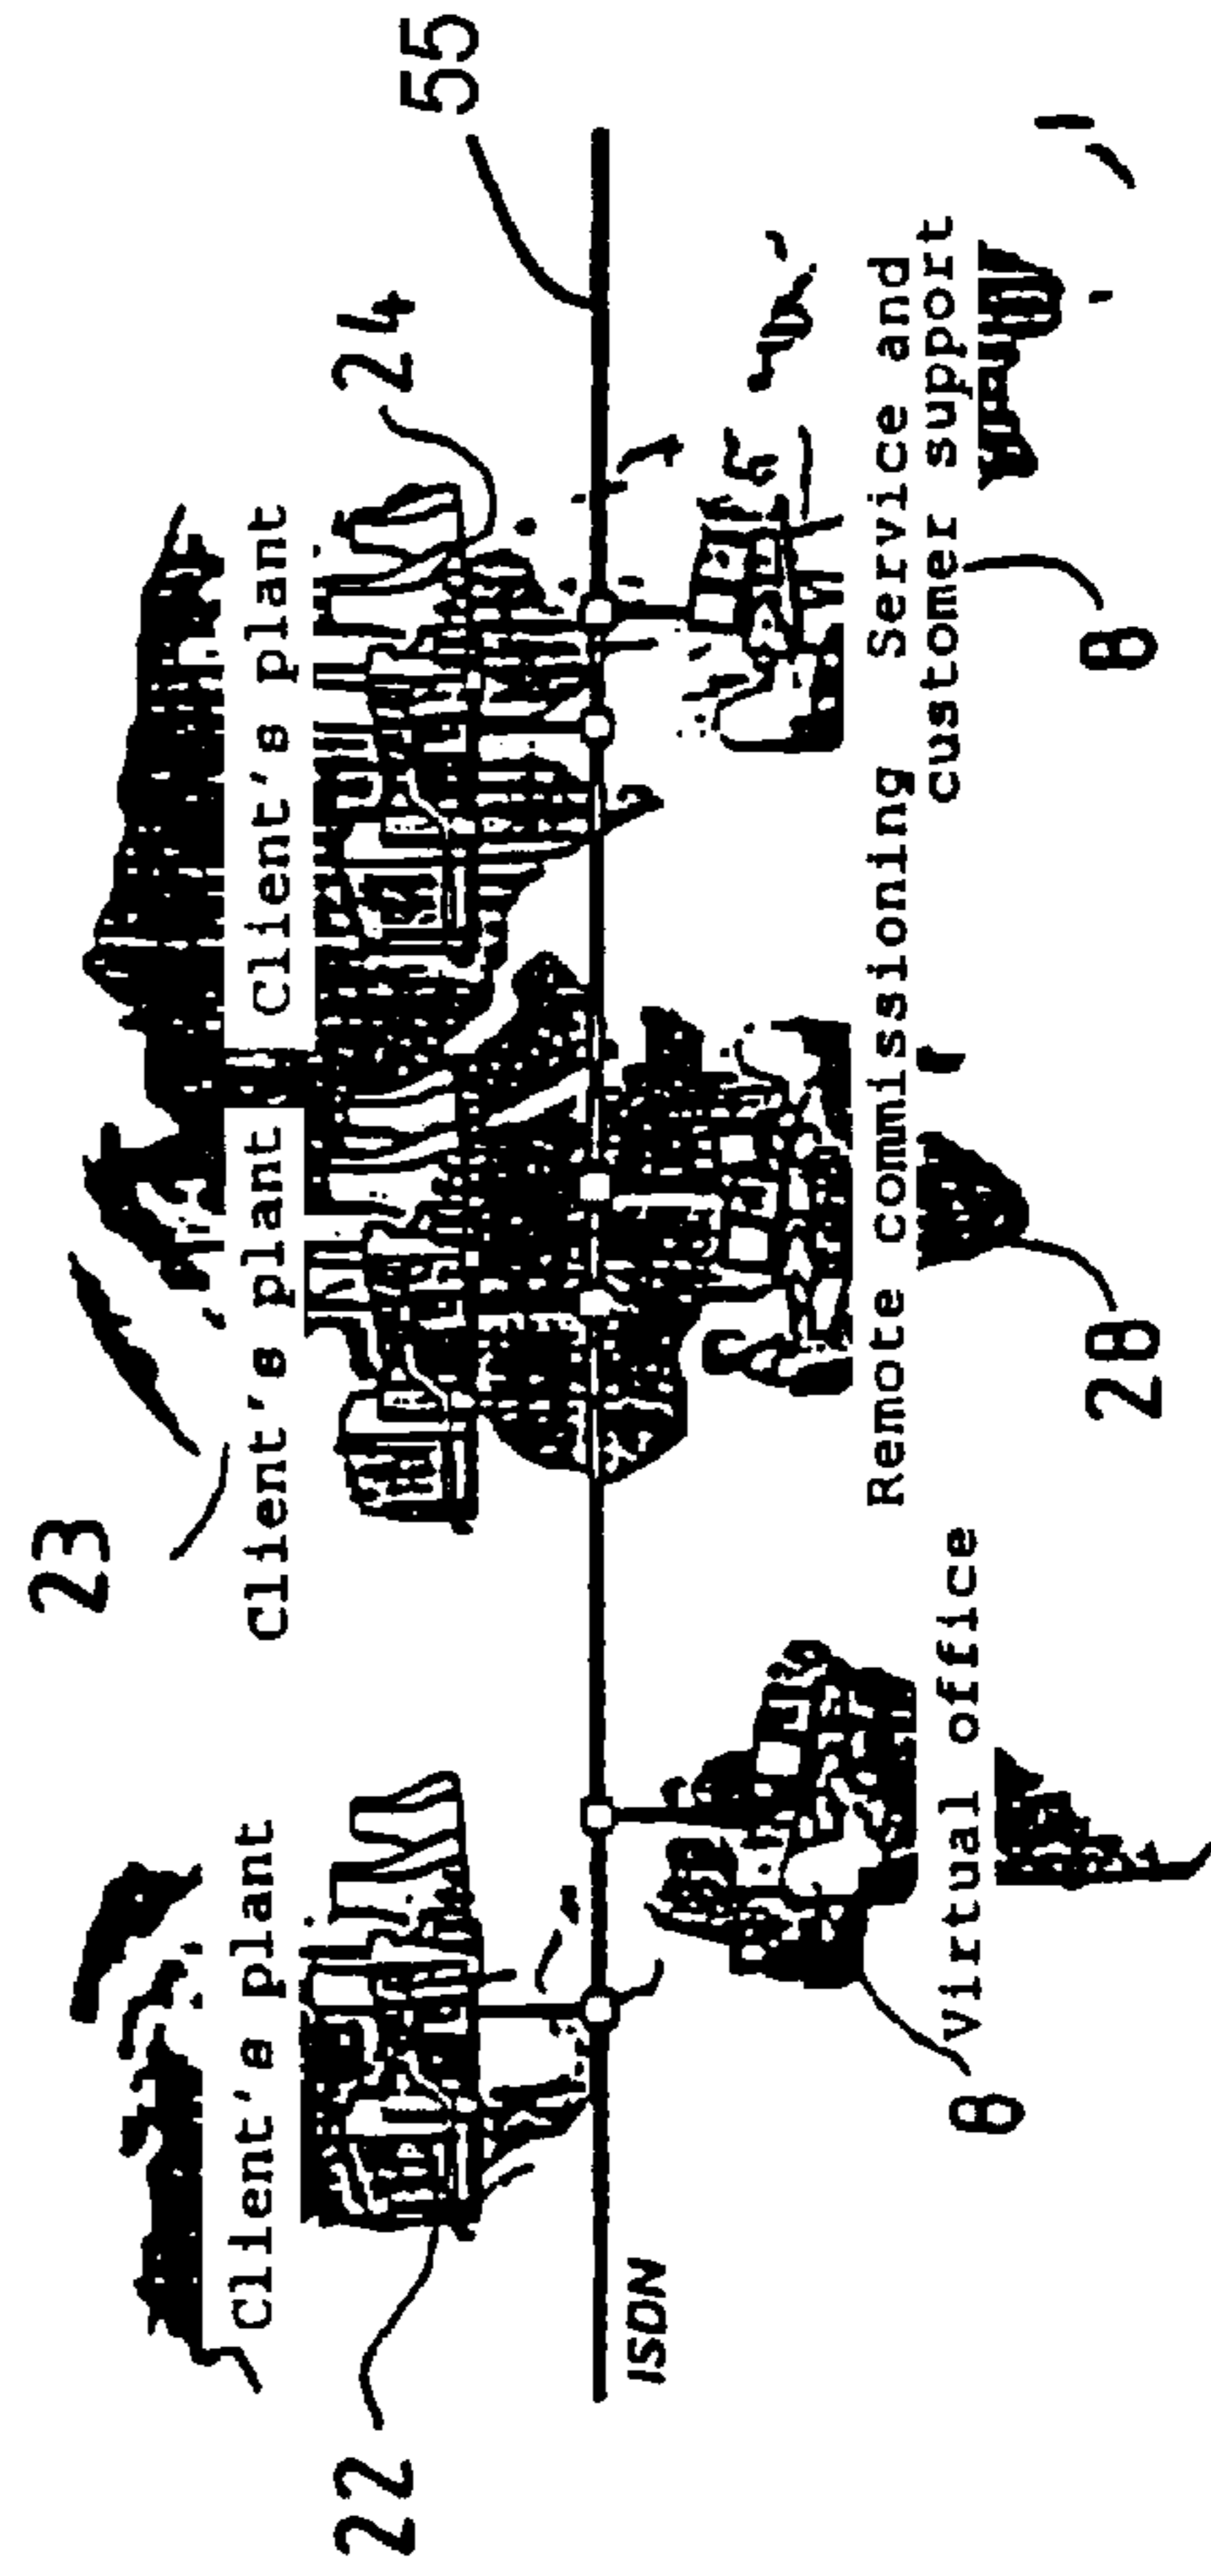 23
Client's plant
Client's plant
Client's plant
24
55
22
ISDN
Remote commissioning
Service and
customer support
Virtual office
8
28
8